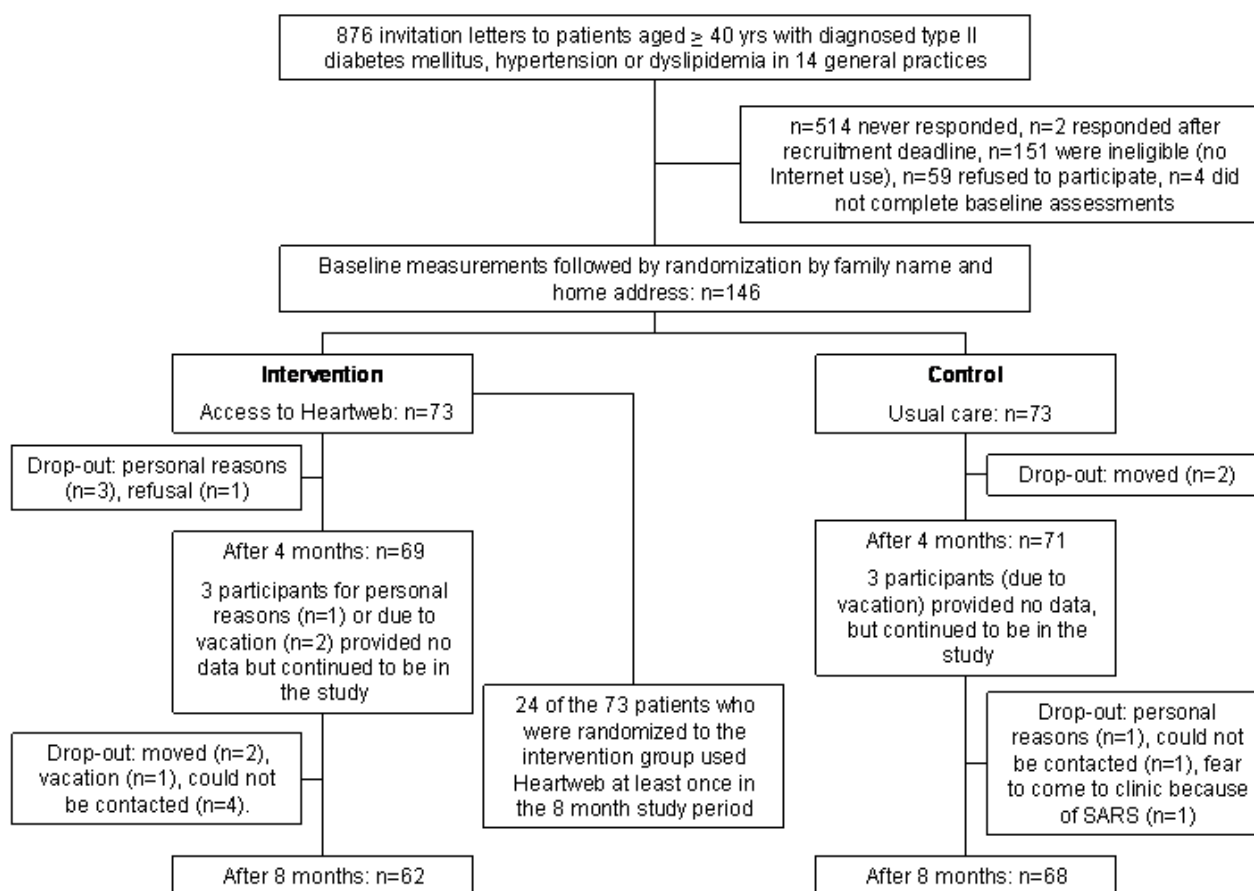 876 invitation letters to patients aged ≥ 40 yrs with diagnosed type II
diabetes mellitus, hypertension or dyslipidemia in 14 general practices
n=514 never responded, n=2 responded after
recruitment deadline, n=151 were ineligible (no
Internet use), n=59 refused to participate, n=4 did
not complete baseline assessments
Baseline measurements followed by randomization by family name and
home address: n=146
Intervention
Access to Heartweb: n=73
Control
Usual care: n=73
Drop-out: personal reasons
(n=3), refusal (n=1)
Drop-out: moved (n=2)
After 4 months: n=69
3 participants for personal
reasons (n=1) or due to
vacation (n=2) provided no
data but continued to be in
the study
After 4 months: n=71
3 participants (due to
vacation) provided no data,
but continued to be in the
study
24 of the 73 patients who
were randomized to the
intervention group used
Heartweb at least once in
the 8 month study period
Drop-out: moved (n=2),
vacation (n=1), could not
be contacted (n=4).
Drop-out: personal
reasons (n=1), could not
be contacted (n=1), fear
to come to clinic because
of SARS (n=1)
After 8 months: n=62
After 8 months: n=68